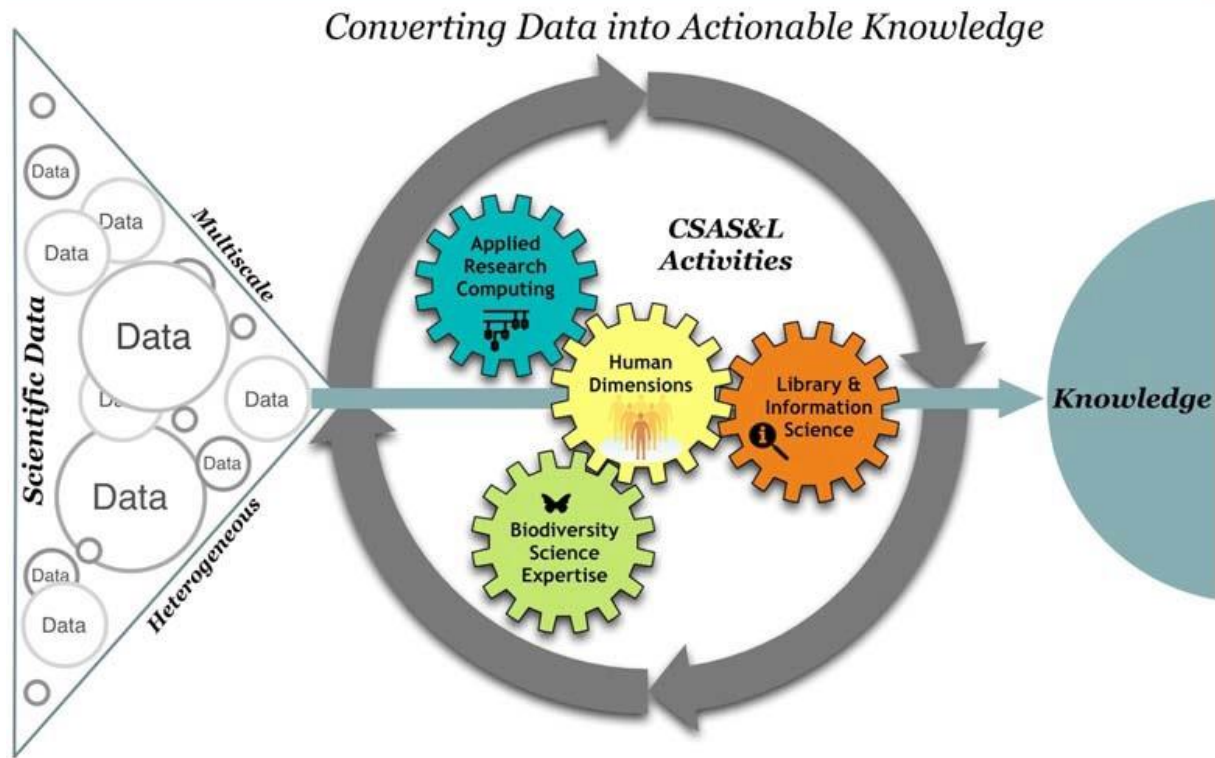 Converting Data into Actionable Knowledge
Scientific Data
Multiscale
Heterogeneous
Data
Data
Data
Data
Data
Data
Data
Data
Data
Data
CSAS&L
Activities
Applied
Research
Computing
Human
Dimensions
Library &
Information
Science
Biodiversity
Science
Expertise
Knowledge